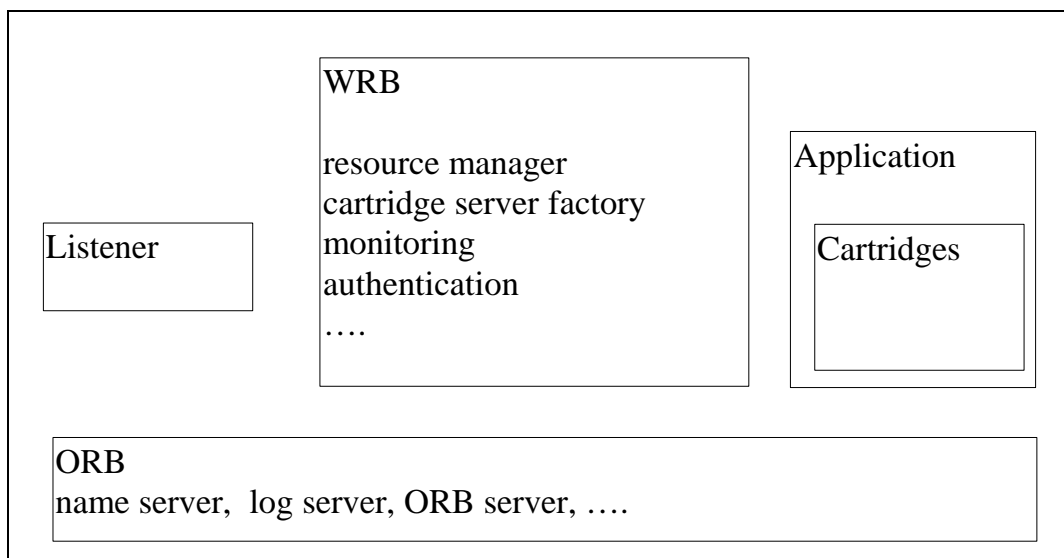 WRB
resource manager
cartridge server factory
monitoring
authentication
….
Listener
Application
Cartridges
ORB
name server,  log server, ORB server, ….